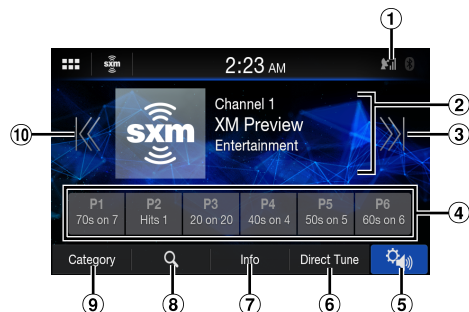 1
sxm
2:23 AM
Channel 1
XM Preview
Entertainment
sxm
2
10
3
P1
70s on 7
P2
Hits 1
P3
20 on 20
P4
40s on 4
P5
50s on 5
P6
60s on 6
4
Category
Info
Direct Tune
9
8
7
6
5